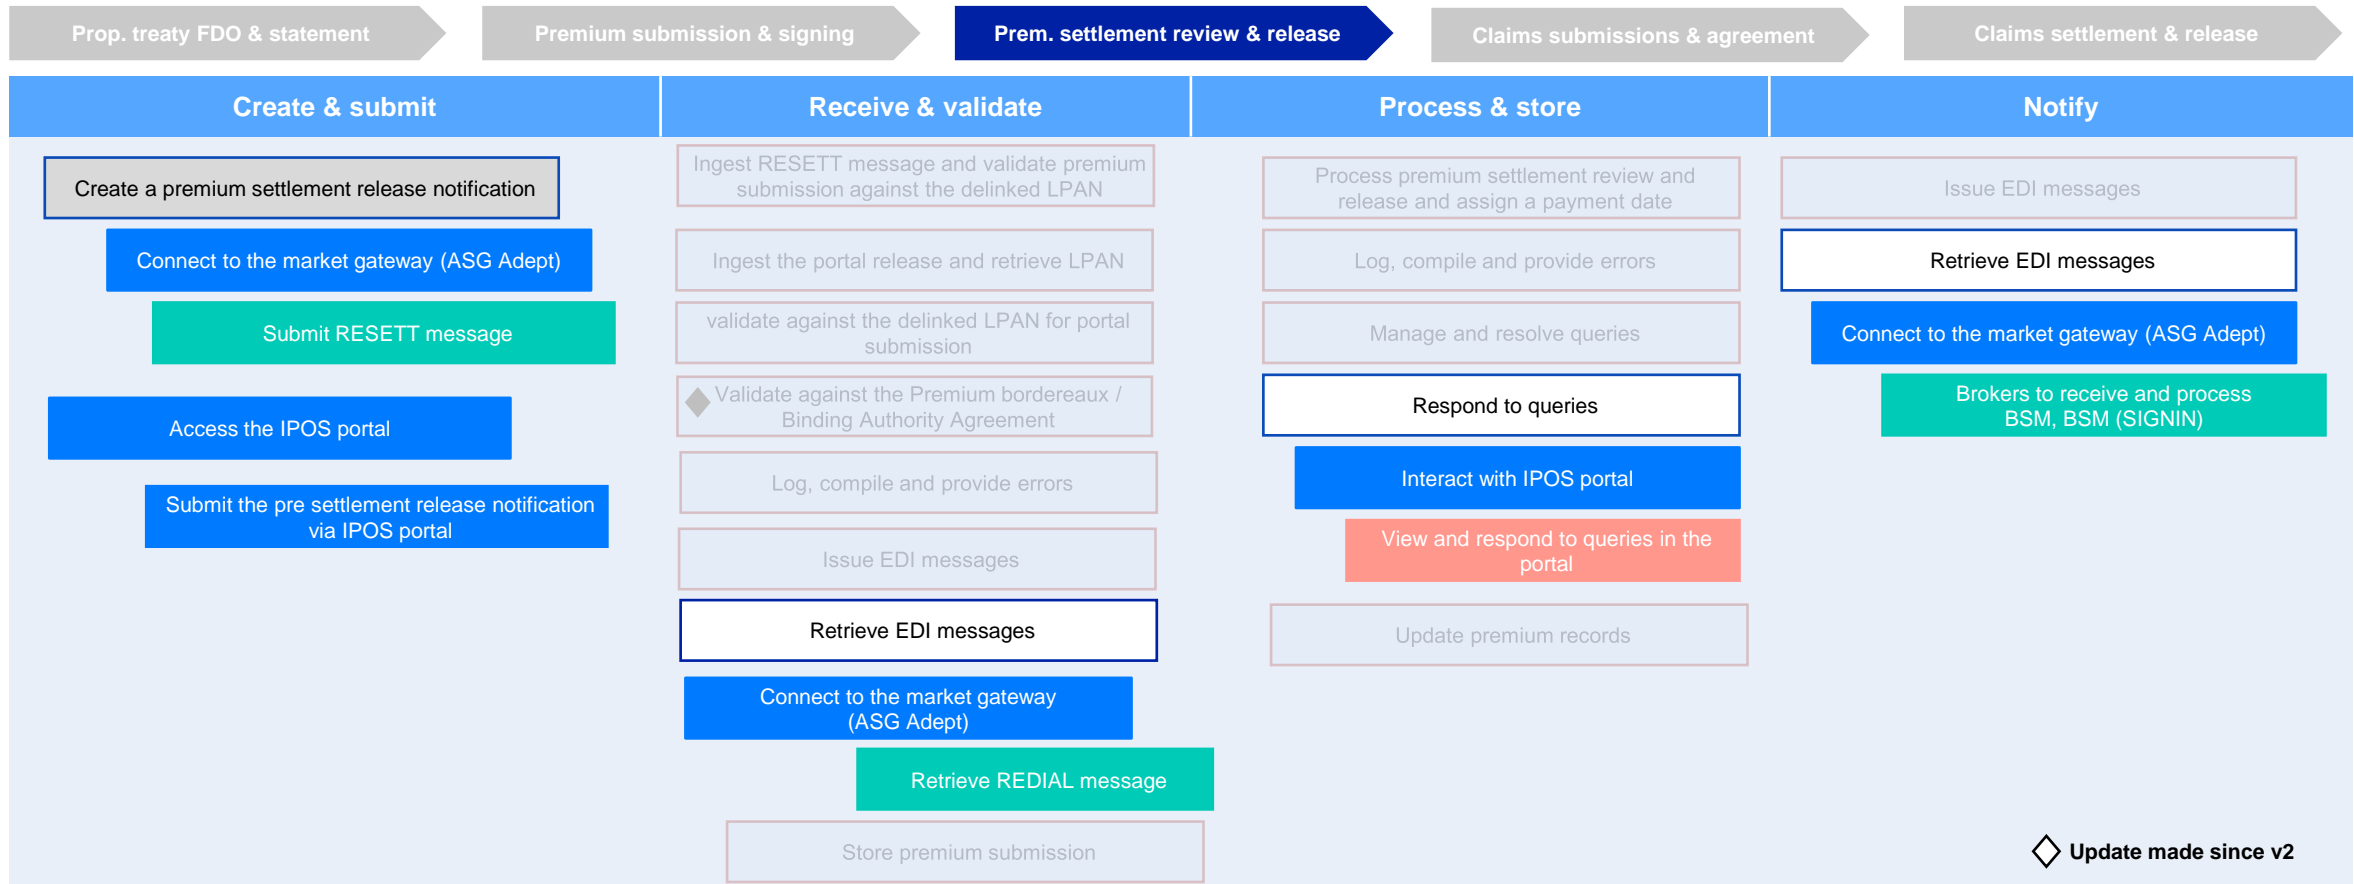 Prop. treaty FDO & statement
Premium submission & signing
Prem. settlement review & release
Claims submissions & agreement
Claims settlement & release
Create & submit
Receive & validate
Process & store
Notify
Create a premium settlement release notification
Connect to the market gateway (ASG Adept)
Submit RESETT message
Access the IPOS portal
Submit the pre settlement release notification
via IPOS portal
Ingest RESETT message and validate premium
submission against the delinked LPAN
Ingest the portal release and retrieve LPAN
validate against the delinked LPAN for portal
submission
Validate against the Premium bordereaux /
Binding Authority Agreement
Log, compile and provide errors
Issue EDI messages
Retrieve EDI messages
Connect to the market gateway
(ASG Adept)
Retrieve REDIAL message
Store premium submission
Process premium settlement review and
release and assign a payment date
Log, compile and provide errors
Manage and resolve queries
Respond to queries
Interact with IPOS portal
View and respond to queries in the
portal
Update premium records
Issue EDI messages
Retrieve EDI messages
Connect to the market gateway (ASG Adept)
Brokers to receive and process
BSM, BSM (SIGNIN)
Update made since v2